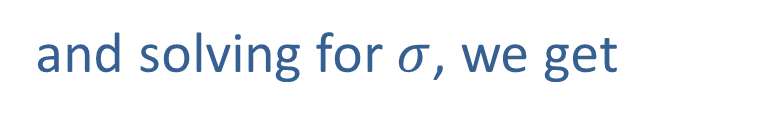 and solving for σ, we get